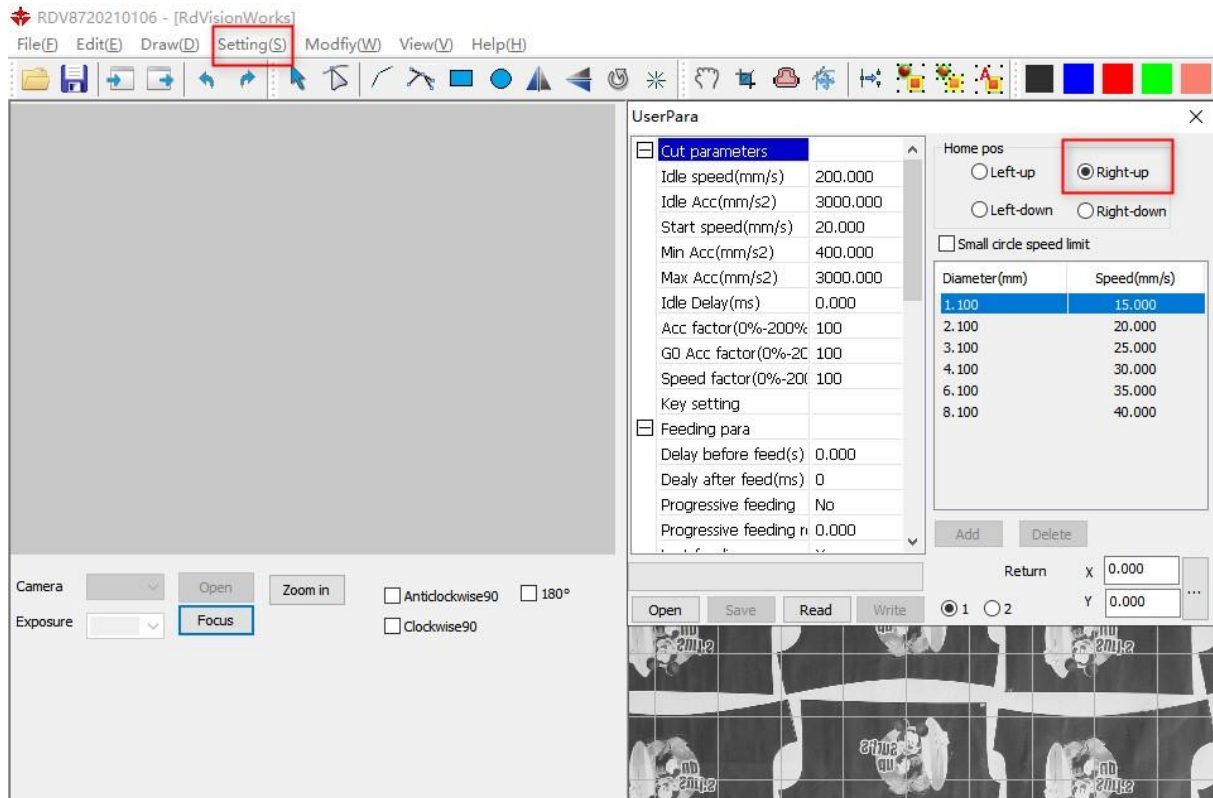 RDV8720210106 - [RdVisionWorks]
File(F) Edit(E) Draw(D) Setting(S) Modfiy(W) View(V) Help(H)
UserPara
Cut parameters
Idle speed(mm/s) 200.000
Idle Acc(mm/s2) 3000.000
Start speed(mm/s) 20.000
Min Acc(mm/s2) 400.000
Max Acc(mm/s2) 3000.000
Idle Delay(ms) 0.000
Acc factor(0%-200% 100
G0 Acc factor(0%-20 100
Speed factor(0%-200 100
Key setting
Feeding para
Delay before feed(s) 0.000
Dealy after feed(ms) 0
Progressive feeding No
Progressive feeding 0.000
Home pos
Left-up Right-up
Left-down Right-down
Small circle speed limit
Diameter(mm) Speed(mm/s)
1.100 15.000
2.100 20.000
3.100 25.000
4.100 30.000
6.100 35.000
8.100 40.000
Add Delete
Return X 0.000
Y 0.000
...
1 2
Open Save Read Write
Camera Open Zoom in Anticlockwise90 180°
Exposure Focus Clockwise90